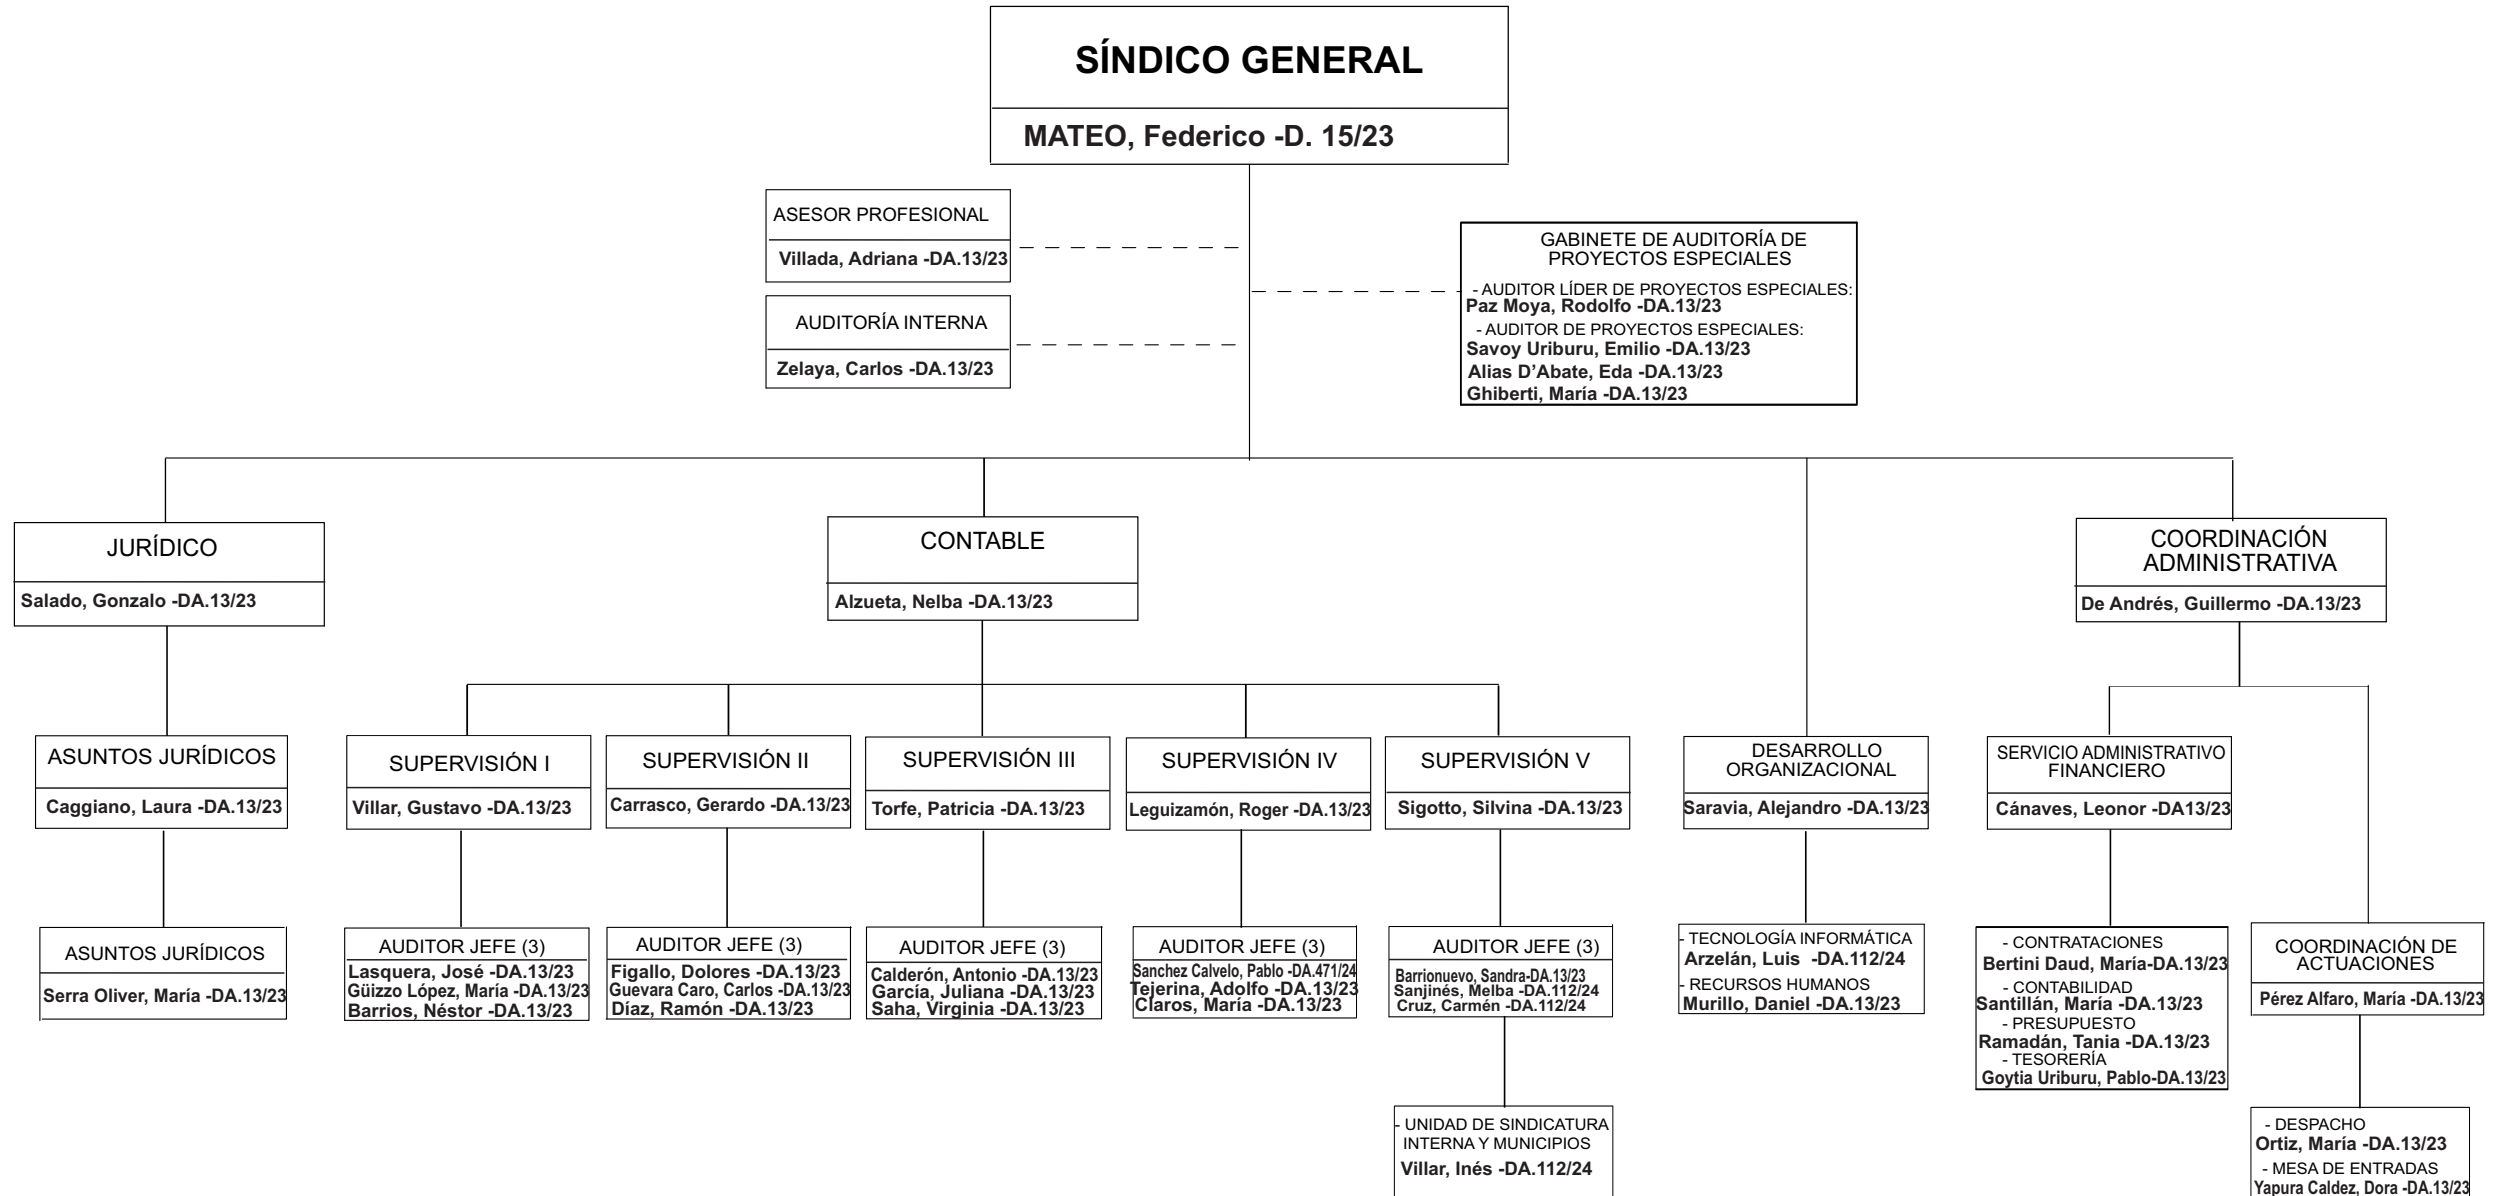 SÍNDICO GENERAL
MATEO, Federico -D. 15/23
ASESOR PROFESIONAL
Villada, Adriana -DA.13/23
AUDITORÍA INTERNA
Zelaya, Carlos -DA.13/23
GABINETE DE AUDITORÍA DE
PROYECTOS ESPECIALES
- AUDITOR LÍDER DE PROYECTOS ESPECIALES:
Paz Moya, Rodolfo -DA.13/23
- AUDITOR DE PROYECTOS ESPECIALES:
Savoy Uriburu, Emilio -DA.13/23
Alias D’Abate, Eda -DA.13/23
Ghiberti, María -DA.13/23
JURÍDICO
Salado, Gonzalo -DA.13/23
CONTABLE
Alzueta, Nelba -DA.13/23
COORDINACIÓN
ADMINISTRATIVA
De Andrés, Guillermo -DA.13/23
ASUNTOS JURÍDICOS
Caggiano, Laura -DA.13/23
SUPERVISIÓN I
Villar, Gustavo -DA.13/23
SUPERVISIÓN II
Carrasco, Gerardo -DA.13/23
SUPERVISIÓN III
Torfe, Patricia -DA.13/23
SUPERVISIÓN IV
Leguizamón, Roger -DA.13/23
SUPERVISIÓN V
Sigotto, Silvina -DA.13/23
DESARROLLO
ORGANIZACIONAL
Saravia, Alejandro -DA.13/23
SERVICIO ADMINISTRATIVO
FINANCIERO
Cánaves, Leonor -DA13/23
ASUNTOS JURÍDICOS
Serra Oliver, María -DA.13/23
AUDITOR JEFE (3)
Lasquera, José -DA.13/23
Güizzo López, María -DA.13/23
Barrios, Néstor -DA.13/23
AUDITOR JEFE (3)
Figallo, Dolores -DA.13/23
Guevara Caro, Carlos -DA.13/23
Díaz, Ramón -DA.13/23
AUDITOR JEFE (3)
Calderón, Antonio -DA.13/23
García, Juliana -DA.13/23
Saha, Virginia -DA.13/23
AUDITOR JEFE (3)
Sanchez Calvelo, Pablo -DA.471/24
Tejerina, Adolfo -DA.13/23
Claros, María -DA.13/23
AUDITOR JEFE (3)
Barrionuevo, Sandra-DA.13/23
Sanjinés, Melba -DA.112/24
Cruz, Carmén -DA.112/24
- TECNOLOGÍA INFORMÁTICA
Arzelán, Luis -DA.112/24
- RECURSOS HUMANOS
Murillo, Daniel -DA.13/23
- CONTRATACIONES
Bertini Daud, María-DA.13/23
- CONTABILIDAD
Santillán, María -DA.13/23
- PRESUPUESTO
Ramadán, Tania -DA.13/23
- TESORERÍA
Goytia Uriburu, Pablo-DA.13/23
COORDINACIÓN DE
ACTUACIONES
Pérez Alfaro, María -DA.13/23
- UNIDAD DE SINDICATURA
INTERNA Y MUNICIPIOS
Villar, Inés -DA.112/24
- DESPACHO
Ortiz, María -DA.13/23
- MESA DE ENTRADAS
Yapura Caldez, Dora -DA.13/23